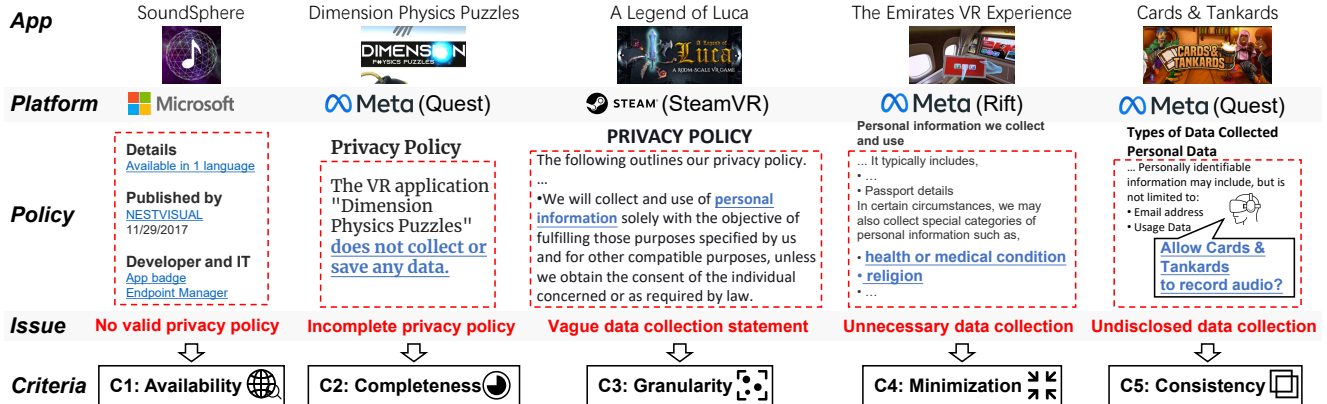 App
SoundSphere
Dimension Physics Puzzles
A Legend of Luca
The Emirates VR Experience
Cards & Tankards
DIMENSION
PHYSICS PUZZLES
A Legend of
Luca
A ROOM-SCALE VR GAME
CARDS &
TANKARDS
Platform
Microsoft
Meta (Quest)
STEAM (SteamVR)
Meta (Rift)
Meta (Quest)
Policy
Details
Available in 1 language
Published by
NESTVISUAL
11/29/2017
Developer and IT
App badge
Endpoint Manager
Privacy Policy
The VR application
"Dimension
Physics Puzzles"
does not collect or
save any data.
PRIVACY POLICY
The following outlines our privacy policy.
...
•We will collect and use of personal
information solely with the objective of
fulfilling those purposes specified by us
and for other compatible purposes, unless
we obtain the consent of the individual
concerned or as required by law.
Personal information we collect
and use
... It typically includes,
• ...
• Passport details
In certain circumstances, we may
also collect special categories of
personal information such as,
• health or medical condition
• religion
• ...
Types of Data Collected
Personal Data
... Personally identifiable
information may include, but is
not limited to:
• Email address
• Usage Data
Allow Cards &
Tankards
to record audio?
Issue
No valid privacy policy
Incomplete privacy policy
Vague data collection statement
Unnecessary data collection
Undisclosed data collection
Criteria
C1: Availability
C2: Completeness
C3: Granularity
C4: Minimization
C5: Consistency